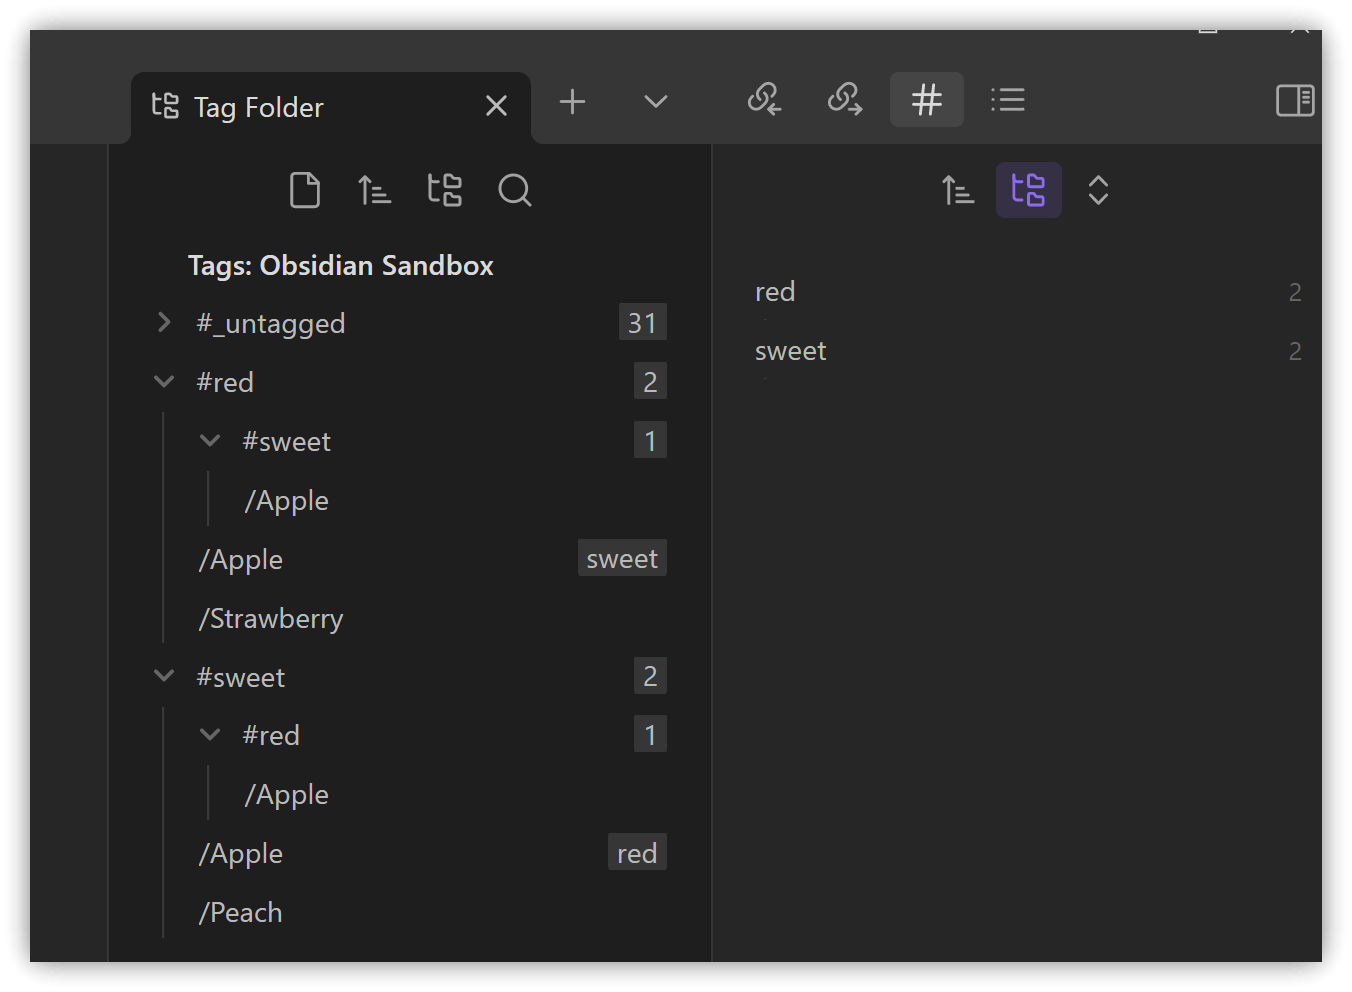 Tag Folder
Tags: Obsidian Sandbox
#_untagged 31
#red 2
#sweet 1
/Apple
/Apple sweet
/Strawberry
#sweet 2
#red 1
/Apple
/Apple red
/Peach
red 2
sweet 2